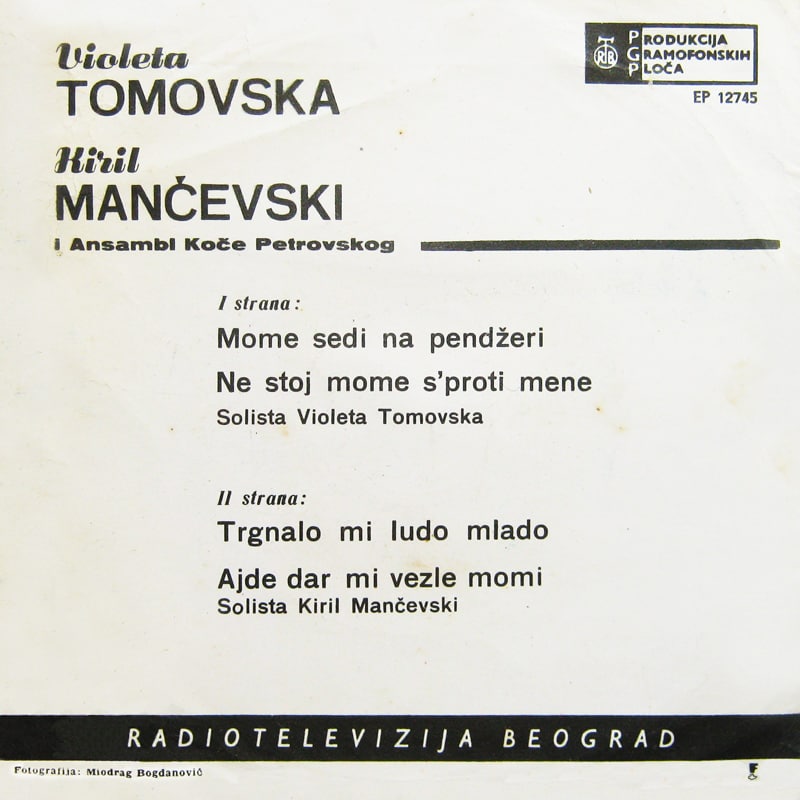 Violeta
TOMOVSKA
Kiril
MANČEVSKI
i Ansambl Koče Petrovskog
RTB
PRODUKCIJA
GRAMOFONSKIH
PLOČA
EP 12745
I strana:
Mome sedi na pendžeri
Ne stoj mome s'proti mene
Solista Violeta Tomovska
II strana:
Trgnalo mi ludo mlado
Ajde dar mi vezle momi
Solista Kiril Mančevski
RADIOTELEVIZIJA BEOGRAD
Fotografija: Miodrag Bogdanović